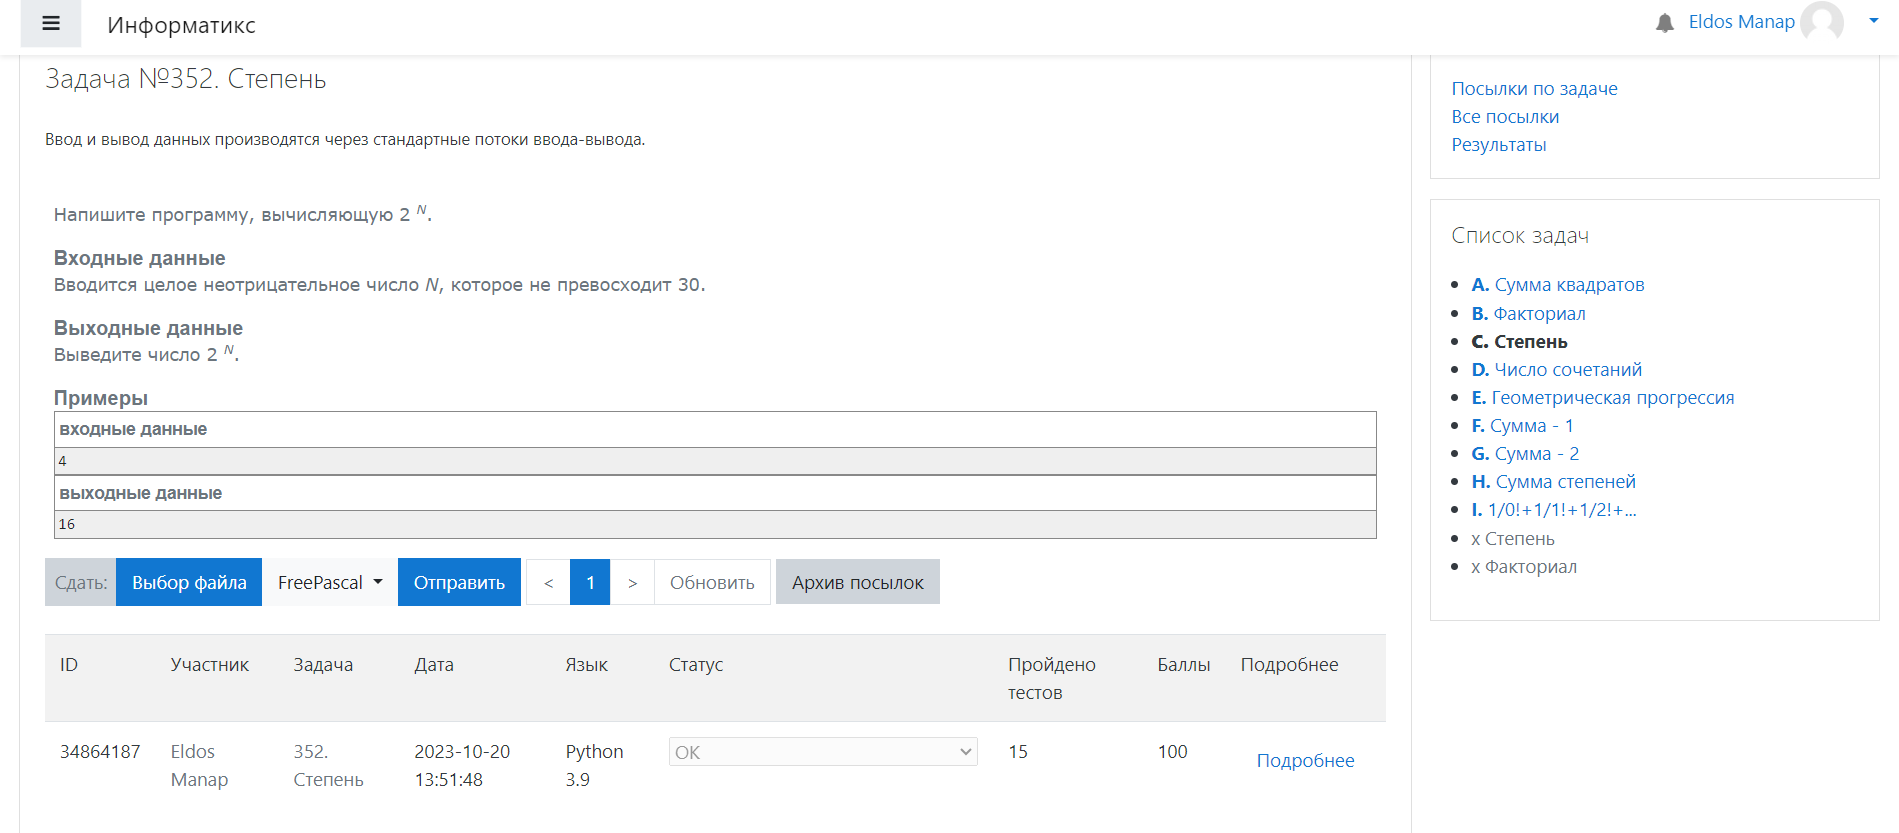 Информатикс
Eldos Manap
Задача №352. Степень
Ввод и вывод данных производятся через стандартные потоки ввода-вывода.
Напишите программу, вычисляющую 2 N.
Входные данные
Вводится целое неотрицательное число N, которое не превосходит 30.
Выходные данные
Выведите число 2 N.
Примеры
входные данные
4
выходные данные
16
Сдать: Выбор файла FreePascal Отправить < 1 > Обновить Архив посылок
ID Участник Задача Дата Язык Статус Пройдено тестов Баллы Подробнее
34864187 Eldos Manap 352. Степень 2023-10-20 13:51:48 Python 3.9 OK 15 100 Подробнее
Посылки по задаче
Все посылки
Результаты
Список задач
A. Сумма квадратов
B. Факториал
C. Степень
D. Число сочетаний
E. Геометрическая прогрессия
F. Сумма - 1
G. Сумма - 2
H. Сумма степеней
I. 1/0!+1/1!+1/2!+...
x Степень
x Факториал